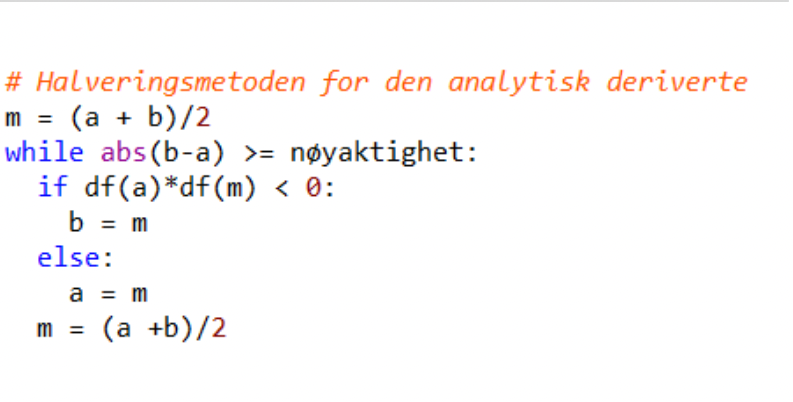 # Halveringsmetoden for den analytisk deriverte
m = (a + b)/2
while abs(b-a) >= nøyaktighet:
  if df(a)*df(m) < 0:
    b = m
  else:
    a = m
  m = (a +b)/2